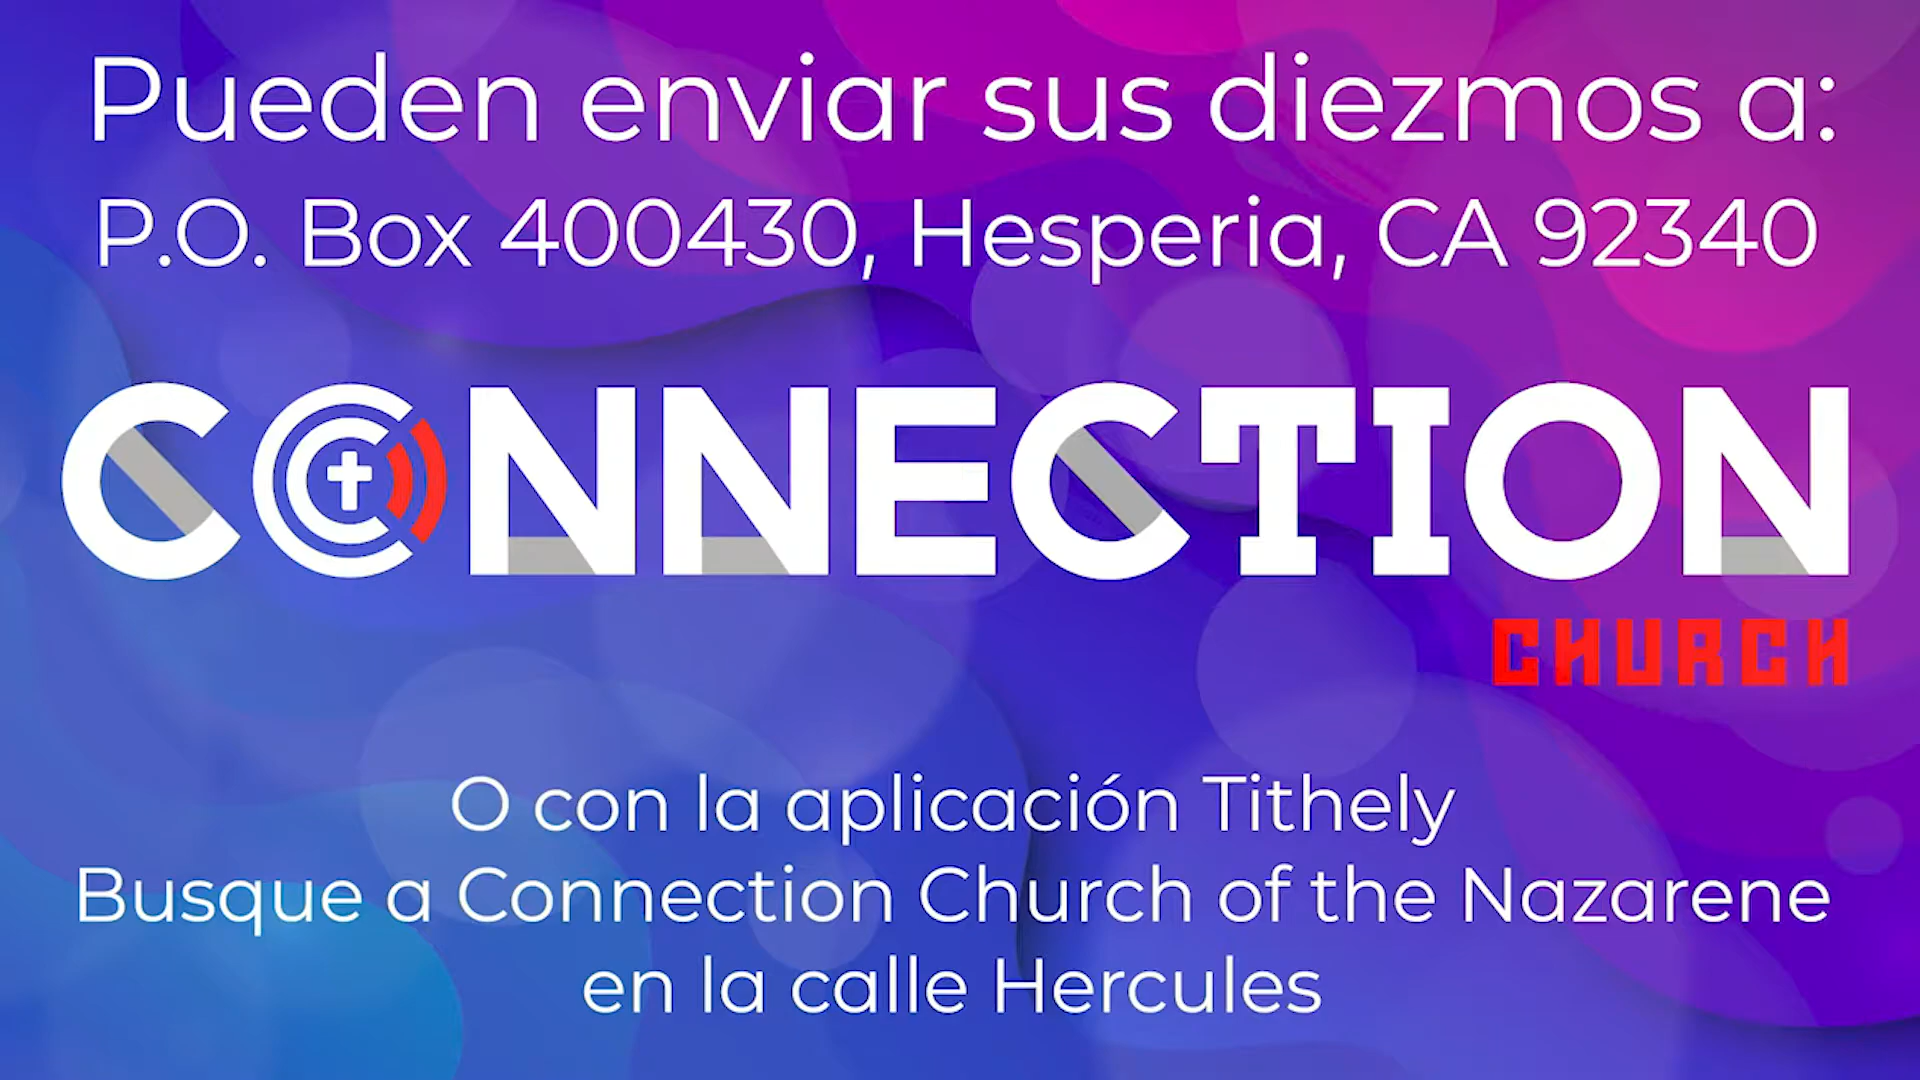 Pueden enviar sus diezmos a:
P.O. Box 400430, Hesperia, CA 92340
CONNECTION
CHURCH
O con la aplicación Tithely
Busque a Connection Church of the Nazarene
en la calle Hercules